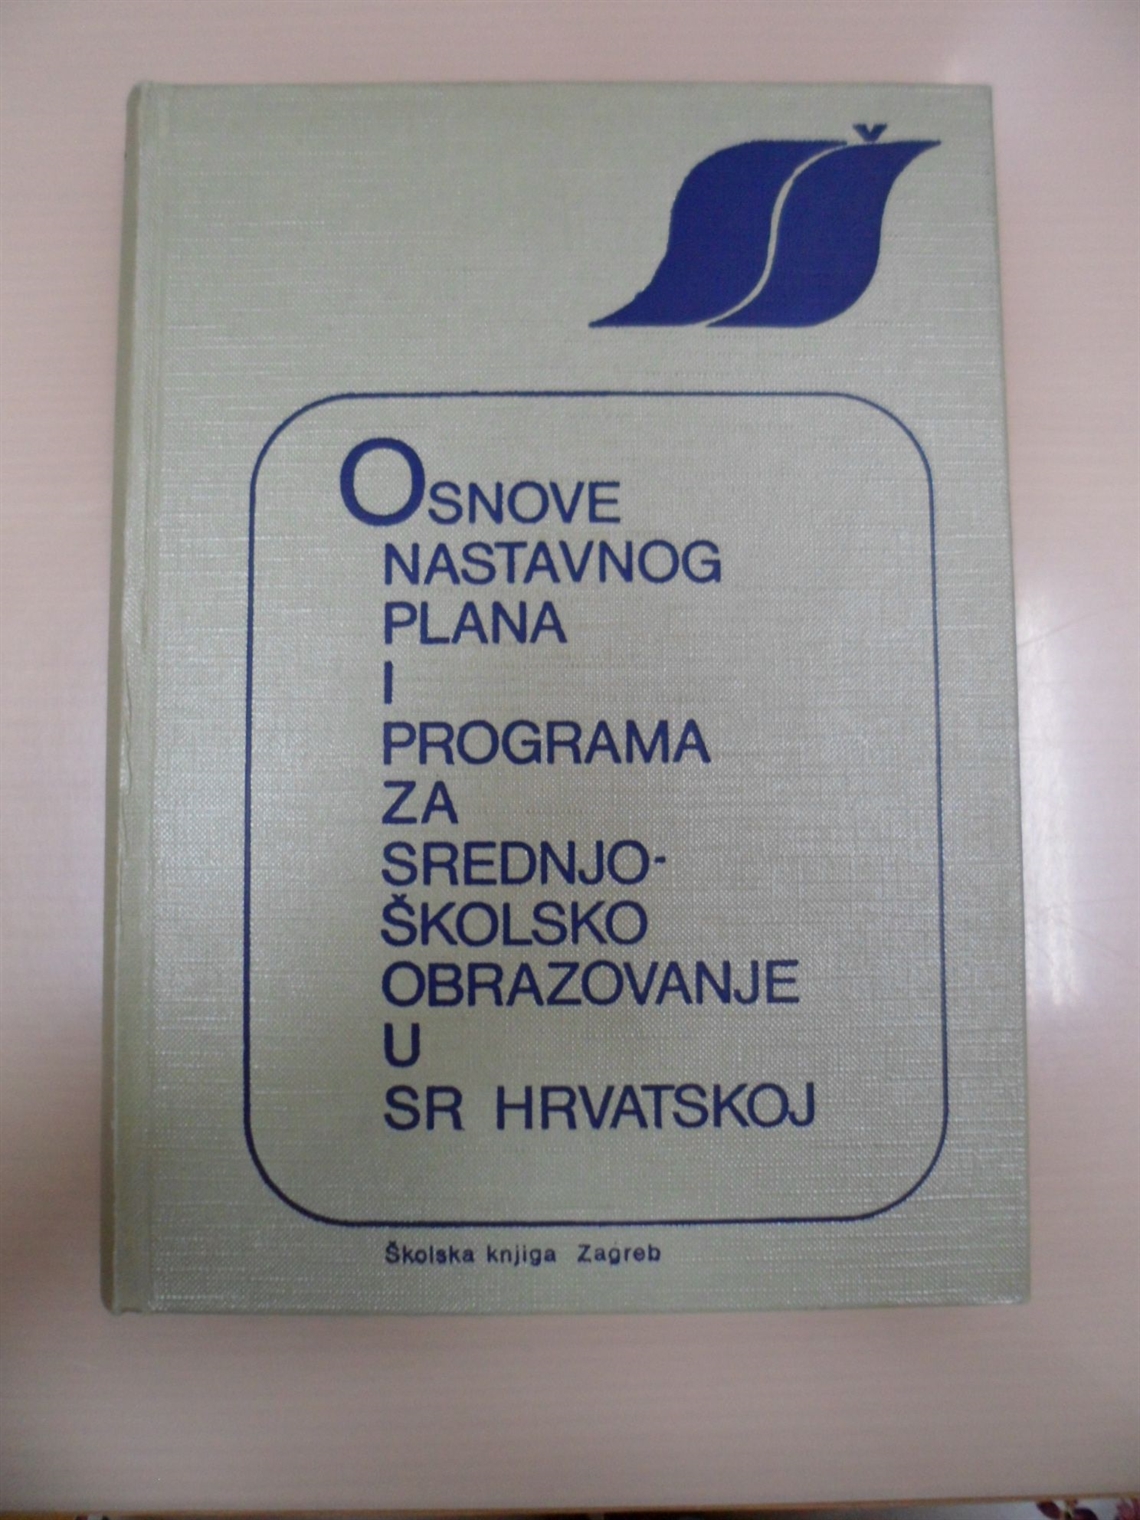 OSNOVE
NASTAVNOG
PLANA
I
PROGRAMA
ZA
SREDNJO-
ŠKOLSKO
OBRAZOVANJE
U
SR HRVATSKOJ
Školska knjiga Zagreb